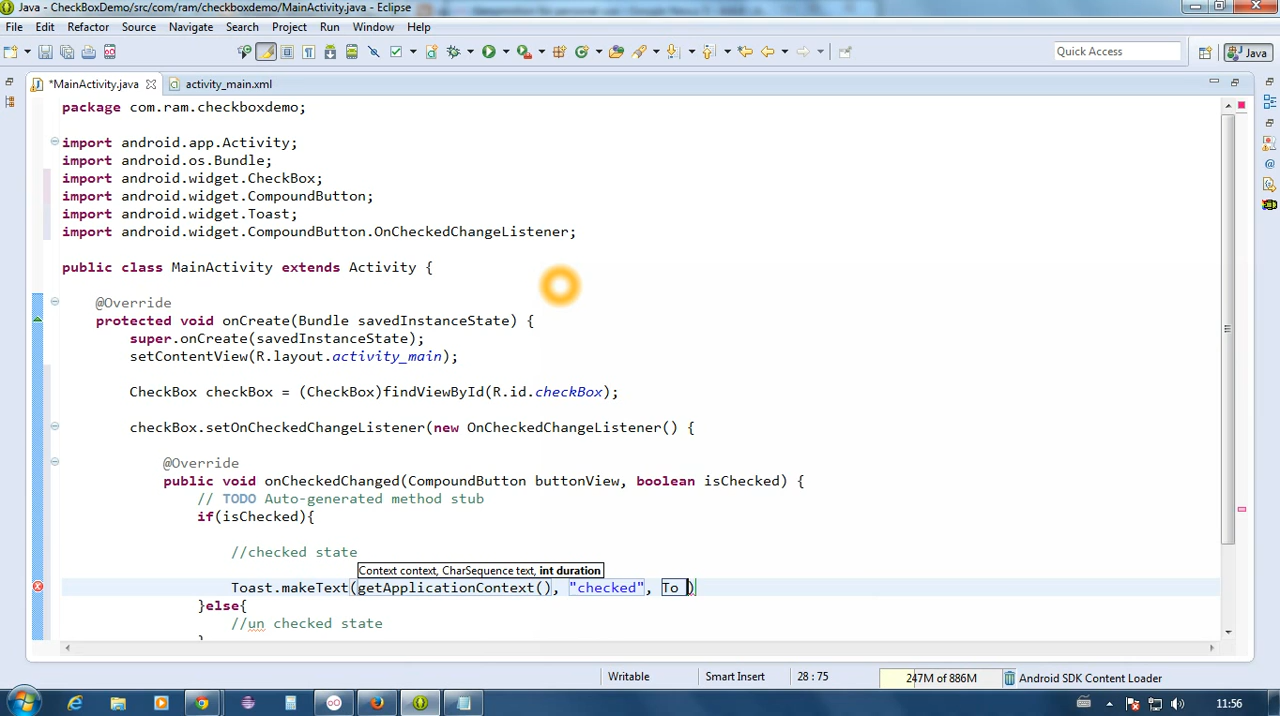 Java - CheckBoxDemo/src/com/ram/checkboxdemo/MainActivity.java - Eclipse
File Edit Refactor Source Navigate Search Project Run Window Help
Quick Access Java
*MainActivity.java activity_main.xml
package com.ram.checkboxdemo;
import android.app.Activity;
import android.os.Bundle;
import android.widget.CheckBox;
import android.widget.CompoundButton;
import android.widget.Toast;
import android.widget.CompoundButton.OnCheckedChangeListener;
public class MainActivity extends Activity {
@Override
protected void onCreate(Bundle savedInstanceState) {
super.onCreate(savedInstanceState);
setContentView(R.layout.activity_main);
CheckBox checkBox = (CheckBox)findViewById(R.id.checkBox);
checkBox.setOnCheckedChangeListener(new OnCheckedChangeListener() {
@Override
public void onCheckedChanged(CompoundButton buttonView, boolean isChecked) {
// TODO Auto-generated method stub
if(isChecked){
//checked state
Context context, CharSequence text, int duration
Toast.makeText(getApplicationContext(), "checked", To )
}else{
//un checked state
Writable Smart Insert 28 : 75 247M of 886M Android SDK Content Loader
11:56